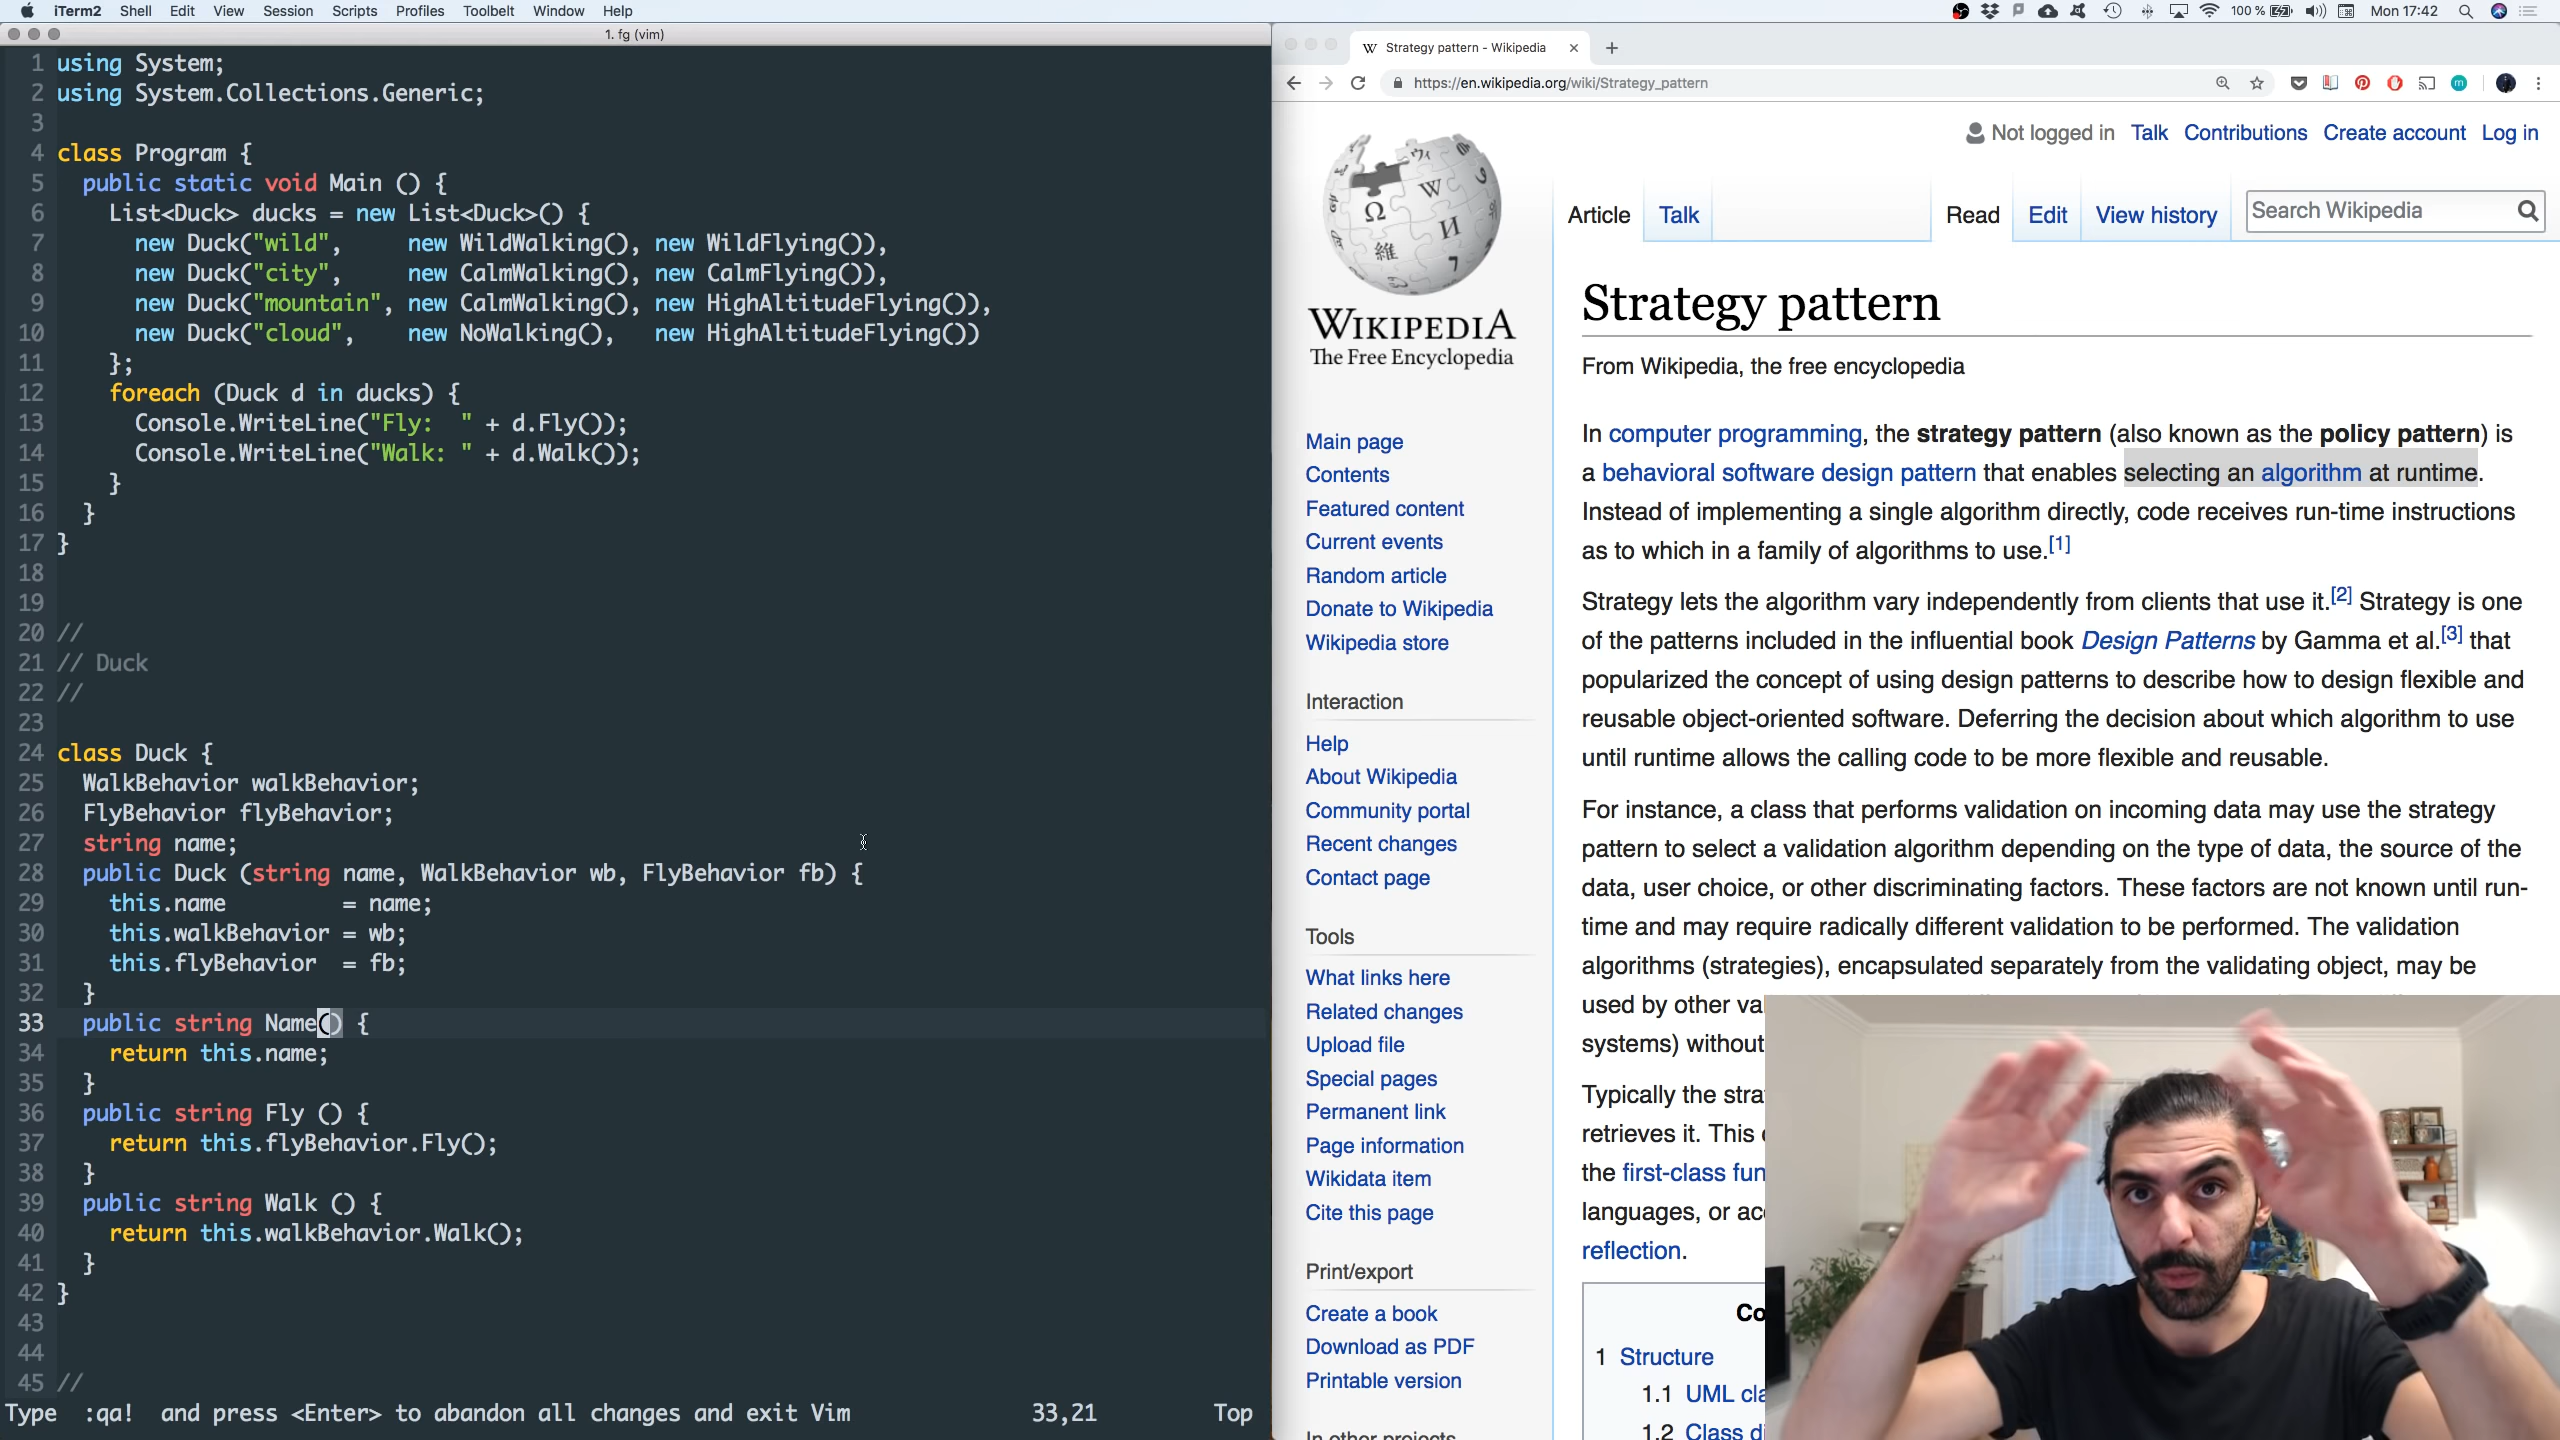 iTerm2 Shell Edit View Session Scripts Profiles Toolbelt Window Help
100 % Mon 17:42
1. fg (vim)
1 using System;
2 using System.Collections.Generic;
3
4 class Program {
5 public static void Main () {
6 List<Duck> ducks = new List<Duck>() {
7 new Duck("wild", new WildWalking(), new WildFlying()),
8 new Duck("city", new CalmWalking(), new CalmFlying()),
9 new Duck("mountain", new CalmWalking(), new HighAltitudeFlying()),
10 new Duck("cloud", new NoWalking(), new HighAltitudeFlying())
11 };
12 foreach (Duck d in ducks) {
13 Console.WriteLine("Fly: " + d.Fly());
14 Console.WriteLine("Walk: " + d.Walk());
15 }
16 }
17 }
18
19
20 //
21 // Duck
22 //
23
24 class Duck {
25 WalkBehavior walkBehavior;
26 FlyBehavior flyBehavior;
27 string name;
28 public Duck (string name, WalkBehavior wb, FlyBehavior fb) {
29 this.name = name;
30 this.walkBehavior = wb;
31 this.flyBehavior = fb;
32 }
33 public string Name() {
34 return this.name;
35 }
36 public string Fly () {
37 return this.flyBehavior.Fly();
38 }
39 public string Walk () {
40 return this.walkBehavior.Walk();
41 }
42 }
43
44
45 //
Type :qa! and press <Enter> to abandon all changes and exit Vim 33,21 Top
W Strategy pattern - Wikipedia
https://en.wikipedia.org/wiki/Strategy_pattern
Not logged in Talk Contributions Create account Log in
Article Talk Read Edit View history Search Wikipedia
WIKIPEDIA
The Free Encyclopedia
Main page
Contents
Featured content
Current events
Random article
Donate to Wikipedia
Wikipedia store
Interaction
Help
About Wikipedia
Community portal
Recent changes
Contact page
Tools
What links here
Related changes
Upload file
Special pages
Permanent link
Page information
Wikidata item
Cite this page
Print/export
Create a book
Download as PDF
Printable version
In other projects
Strategy pattern
From Wikipedia, the free encyclopedia
In computer programming, the strategy pattern (also known as the policy pattern) is
a behavioral software design pattern that enables selecting an algorithm at runtime.
Instead of implementing a single algorithm directly, code receives run-time instructions
as to which in a family of algorithms to use.[1]
Strategy lets the algorithm vary independently from clients that use it.[2] Strategy is one
of the patterns included in the influential book Design Patterns by Gamma et al.[3] that
popularized the concept of using design patterns to describe how to design flexible and
reusable object-oriented software. Deferring the decision about which algorithm to use
until runtime allows the calling code to be more flexible and reusable.
For instance, a class that performs validation on incoming data may use the strategy
pattern to select a validation algorithm depending on the type of data, the source of the
data, user choice, or other discriminating factors. These factors are not known until run-
time and may require radically different validation to be performed. The validation
algorithms (strategies), encapsulated separately from the validating object, may be
used by other va
systems) without
Typically the stra
retrieves it. This
the first-class fun
languages, or ac
reflection.
Co
1 Structure
1.1 UML cla
1.2 Class di